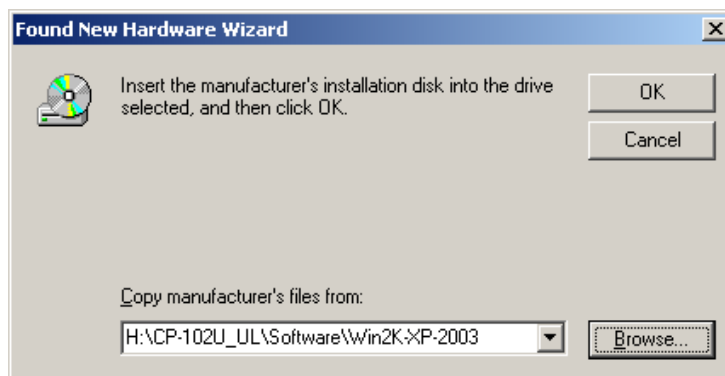 Found New Hardware Wizard
Insert the manufacturer's installation disk into the drive
selected, and then click OK.
OK
Cancel
Copy manufacturer's files from:
H:\CP-102U_UL\Software\Win2K-XP-2003
Browse...